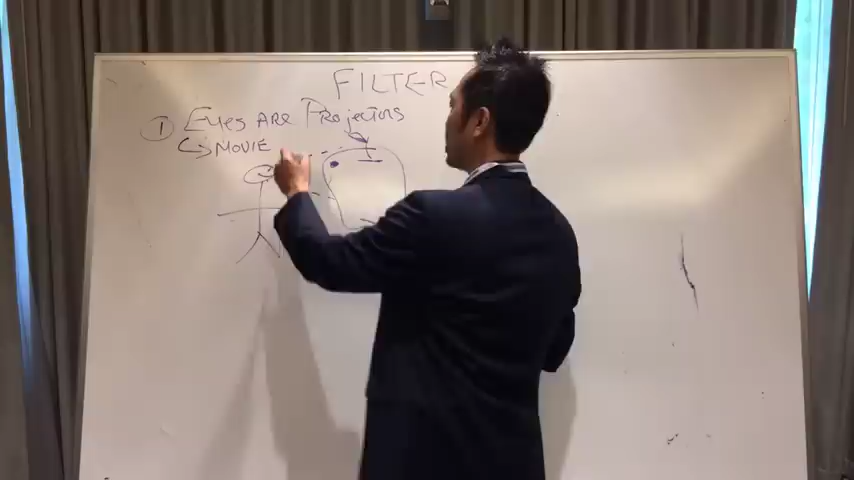 FILTER
① Eyes ARE Projectors
↳ MOVIE